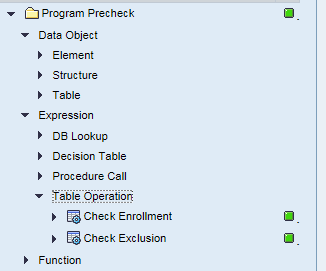 Program Precheck
Data Object
Element
Structure
Table
Expression
DB Lookup
Decision Table
Procedure Call
Table Operation
Check Enrollment
Check Exclusion
Function